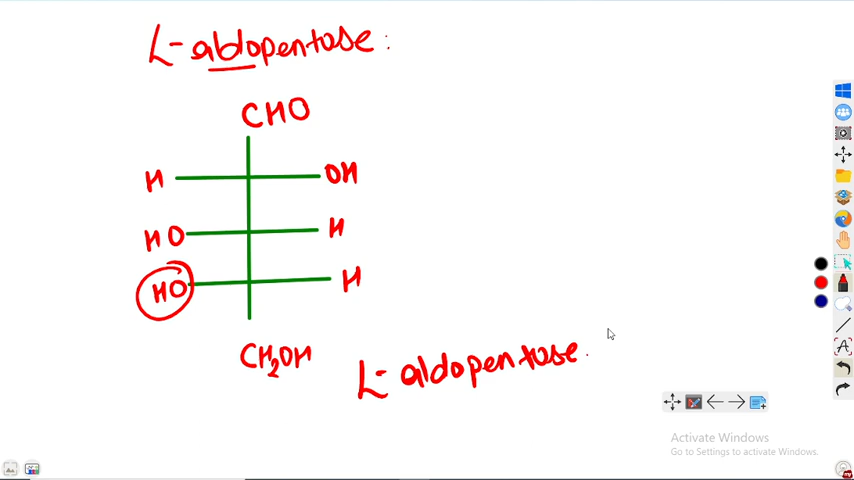 L-aldopentose:
CHO
H OH
HO H
HO H
CH2OH
L-aldopentose.
Activate Windows
Go to Settings to activate Windows.